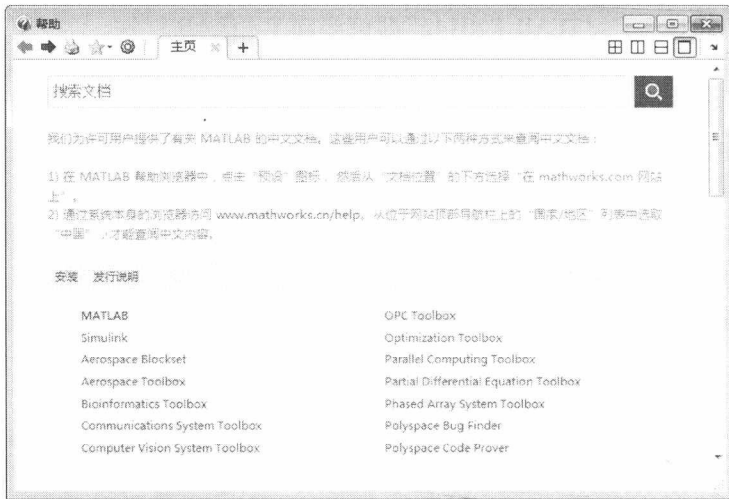 帮助
主页
搜索文档
我们为许可用户提供了有关 MATLAB 的中文文档。这些用户可以通过以下两种方式来查阅中文文档：
1) 在 MATLAB 帮助浏览器中，点击“预设”图标，然后从“文档位置”的下方选择“在 mathworks.com 网站
上”。
2) 通过系统本身的浏览器访问 www.mathworks.cn/help。从位于网站顶部导航栏上的“国家/地区”列表中选取
“中国”，才能查阅中文内容。
安装 发行说明
MATLAB
Simulink
Aerospace Blockset
Aerospace Toolbox
Bioinformatics Toolbox
Communications System Toolbox
Computer Vision System Toolbox
OPC Toolbox
Optimization Toolbox
Parallel Computing Toolbox
Partial Differential Equation Toolbox
Phased Array System Toolbox
Polyspace Bug Finder
Polyspace Code Prover